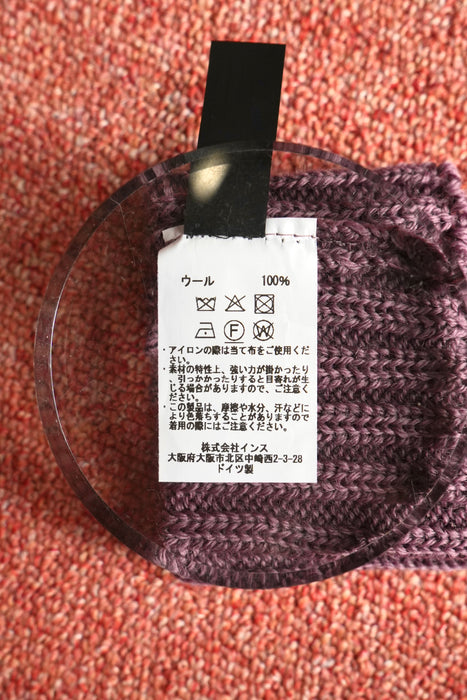 ウール 100%
F W
・アイロンの際は当て布をご使用くだ
さい。
・素材の特性上、強い力が掛かったり
、引っかかったりすると目寄れが生
じる場合がありますので、ご注意く
ださい。
・この製品は、摩擦や水分、汗などに
より色落ちすることがありますので
着用の際にはご注意ください。
株式会社インス
大阪府大阪市北区中崎西2-3-28
ドイツ製